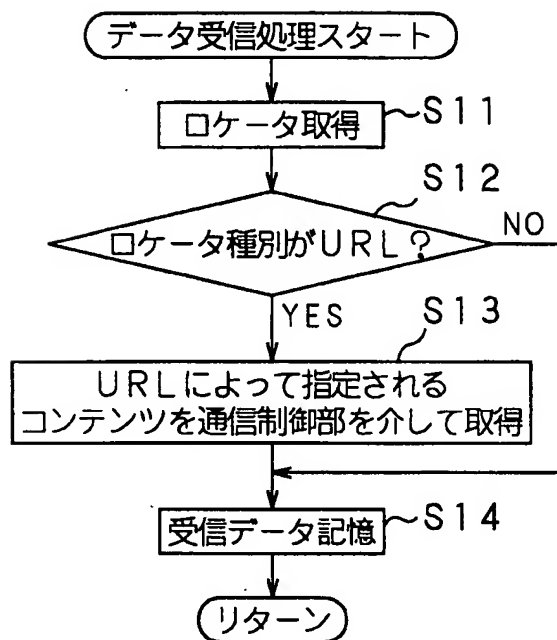 データ受信処理スタート
ロケータ取得
S11
S12
ロケータ種別がURL?
NO
YES
S13
URLによって指定される
コンテンツを通信制御部を介して取得
受信データ記憶
S14
リターン